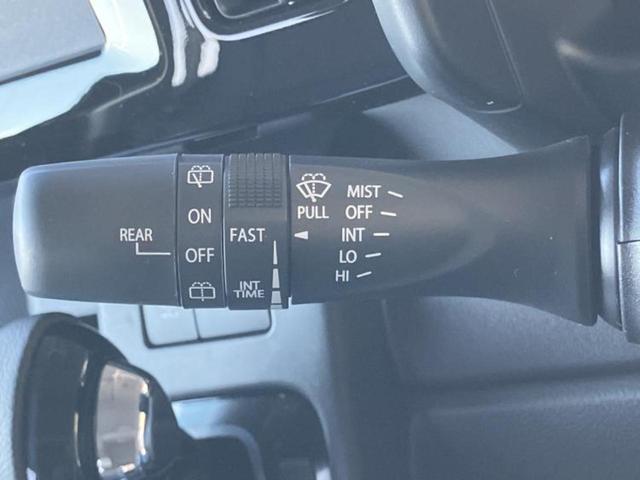 REAR
ON
OFF
FAST
INT
TIME
PULL
MIST
OFF
INT
LO
HI